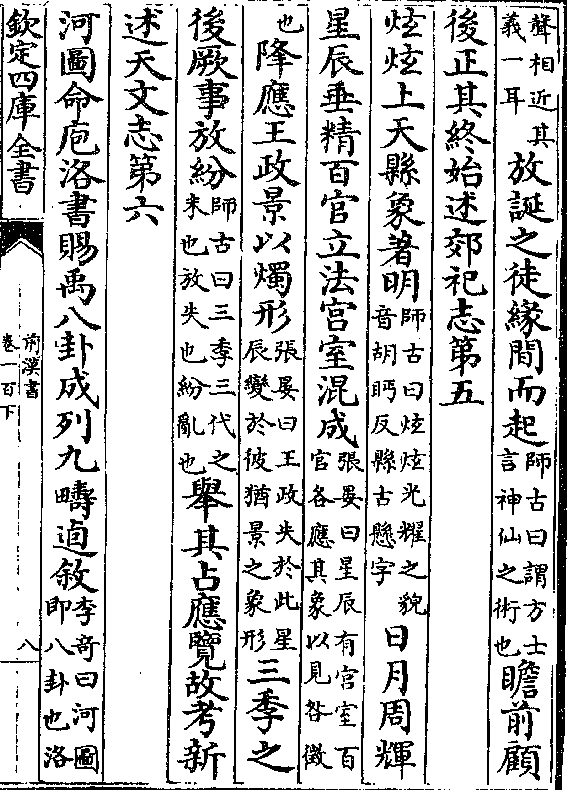 聲相近其義一耳放誕之徒緣間而起師古曰謂方士言神仙之術也瞻前顧
後正其終始述郊祀志第五
炫炫上天縣象著明師古曰炫炫光耀之貌音胡眄反縣古懸字日月周輝
星辰垂精百官立法宮室混成張晏曰星辰有宮室百官各應其象以見咎徴
也降應王政景以燭形張晏曰王政失於此星辰變於彼猶景之象形三季之
後厥事放紛師古曰三季三代之末也放失也紛亂也舉其占應覽故考新
述天文志第六
河圖命庖洛書賜禹八卦成列九疇逌敘李奇曰河圖即八卦也洛
欽定四庫全書
前漢書
卷一百下
八